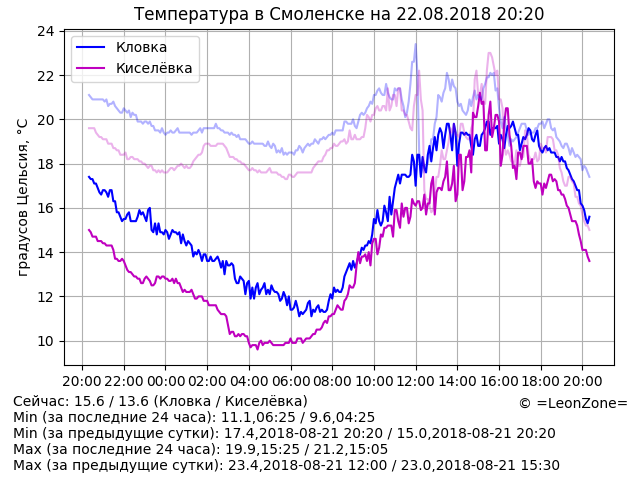 Температура в Смоленске на 22.08.2018 20:20
24
22
20
18
16
14
12
10
градусов Цельсия, °C
Кловка
Киселёвка
20:00 22:00 00:00 02:00 04:00 06:00 08:00 10:00 12:00 14:00 16:00 18:00 20:00
Сейчас: 15.6 / 13.6 (Кловка / Киселёвка)
© =LeonZone=
Min (за последние 24 часа): 11.1,06:25 / 9.6,04:25
Min (за предыдущие сутки): 17.4,2018-08-21 20:20 / 15.0,2018-08-21 20:20
Max (за последние 24 часа): 19.9,15:25 / 21.2,15:05
Max (за предыдущие сутки): 23.4,2018-08-21 12:00 / 23.0,2018-08-21 15:30